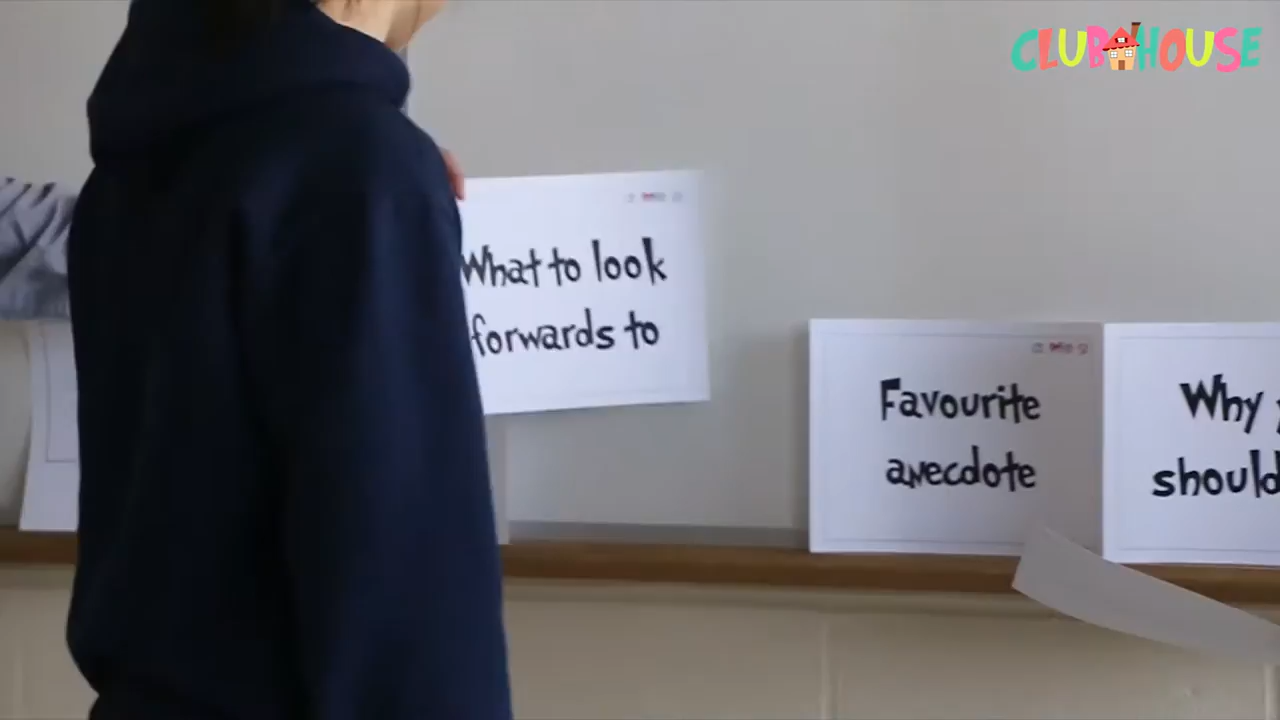 CLUBHOUSE
What to look
forwards to
Favourite
anecdote
Why
should